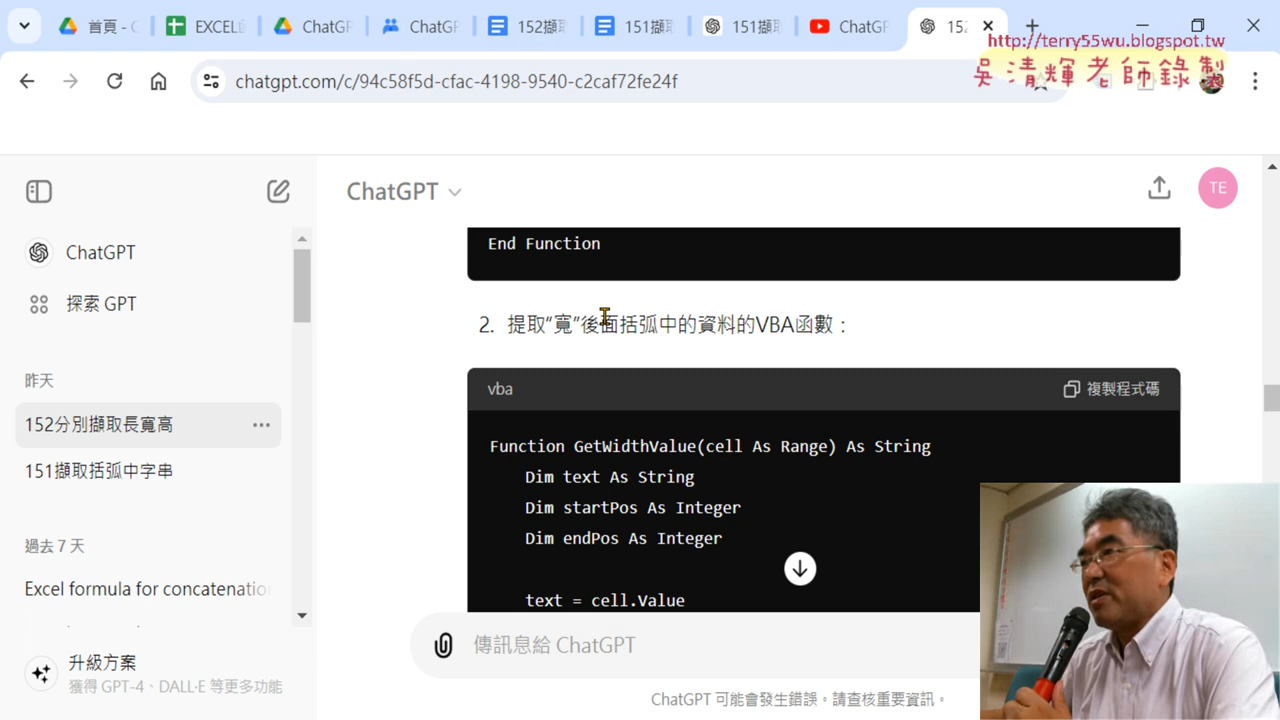 首頁 - C
EXCEL
ChatGP
ChatGP
152擷
151擷
151擷
ChatGP
152
http://terry55wu.blogspot.tw
吳清輝老師錄製
chatgpt.com/c/94c58f5d-cfac-4193-9540-c2caf72fe24f
ChatGPT
TE
ChatGPT
探索 GPT
昨天
152分別擷取長寬高
151擷取括弧中字串
過去 7 天
Excel formula for concatenatio
升級方案
獲得 GPT-4、DALL·E 等更多功能
End Function
2. 提取“寬”後面括弧中的資料的VBA函數：
vba
複製程式碼
Function GetWidthValue(cell As Range) As String
Dim text As String
Dim startPos As Integer
Dim endPos As Integer
text = cell.Value
傳訊息給 ChatGPT
ChatGPT 可能會發生錯誤。請查核重要資訊。